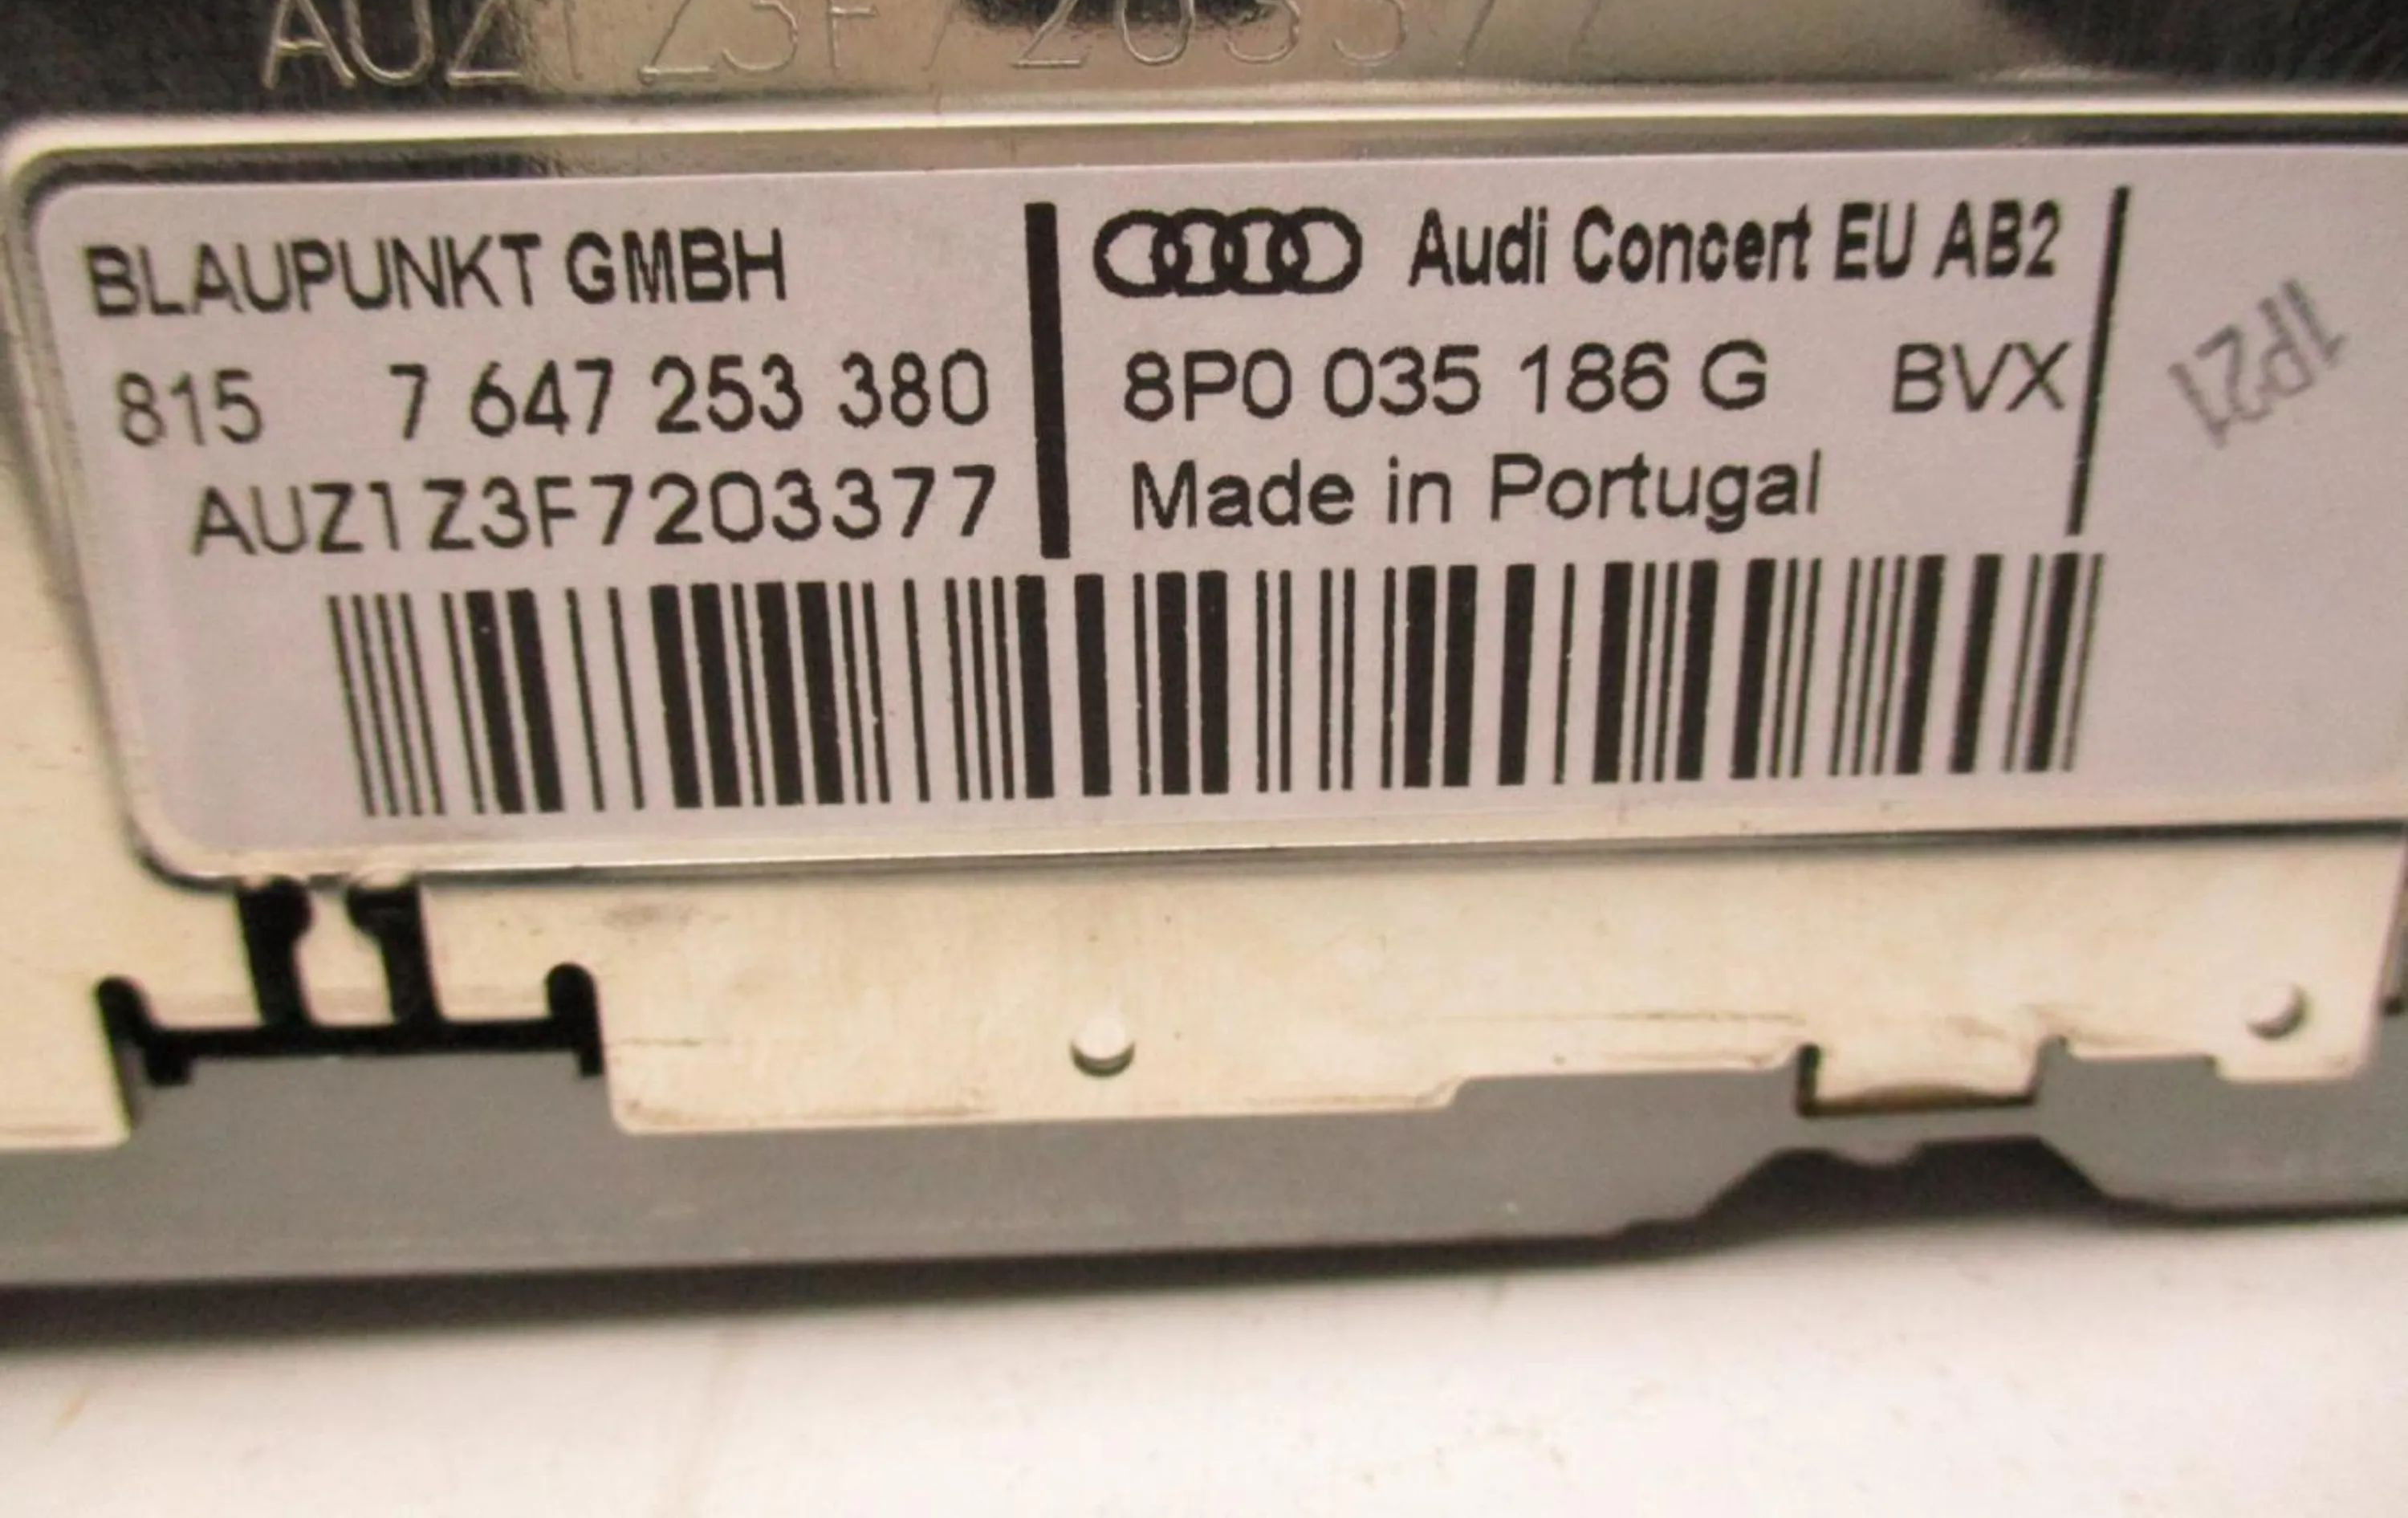 AUZ1Z3F7203377
BLAUPUNKT GMBH
815 7 647 253 380
AUZ1Z3F7203377
Audi Concert EU AB2
8P0 035 186 G BVX
Made in Portugal
1P21